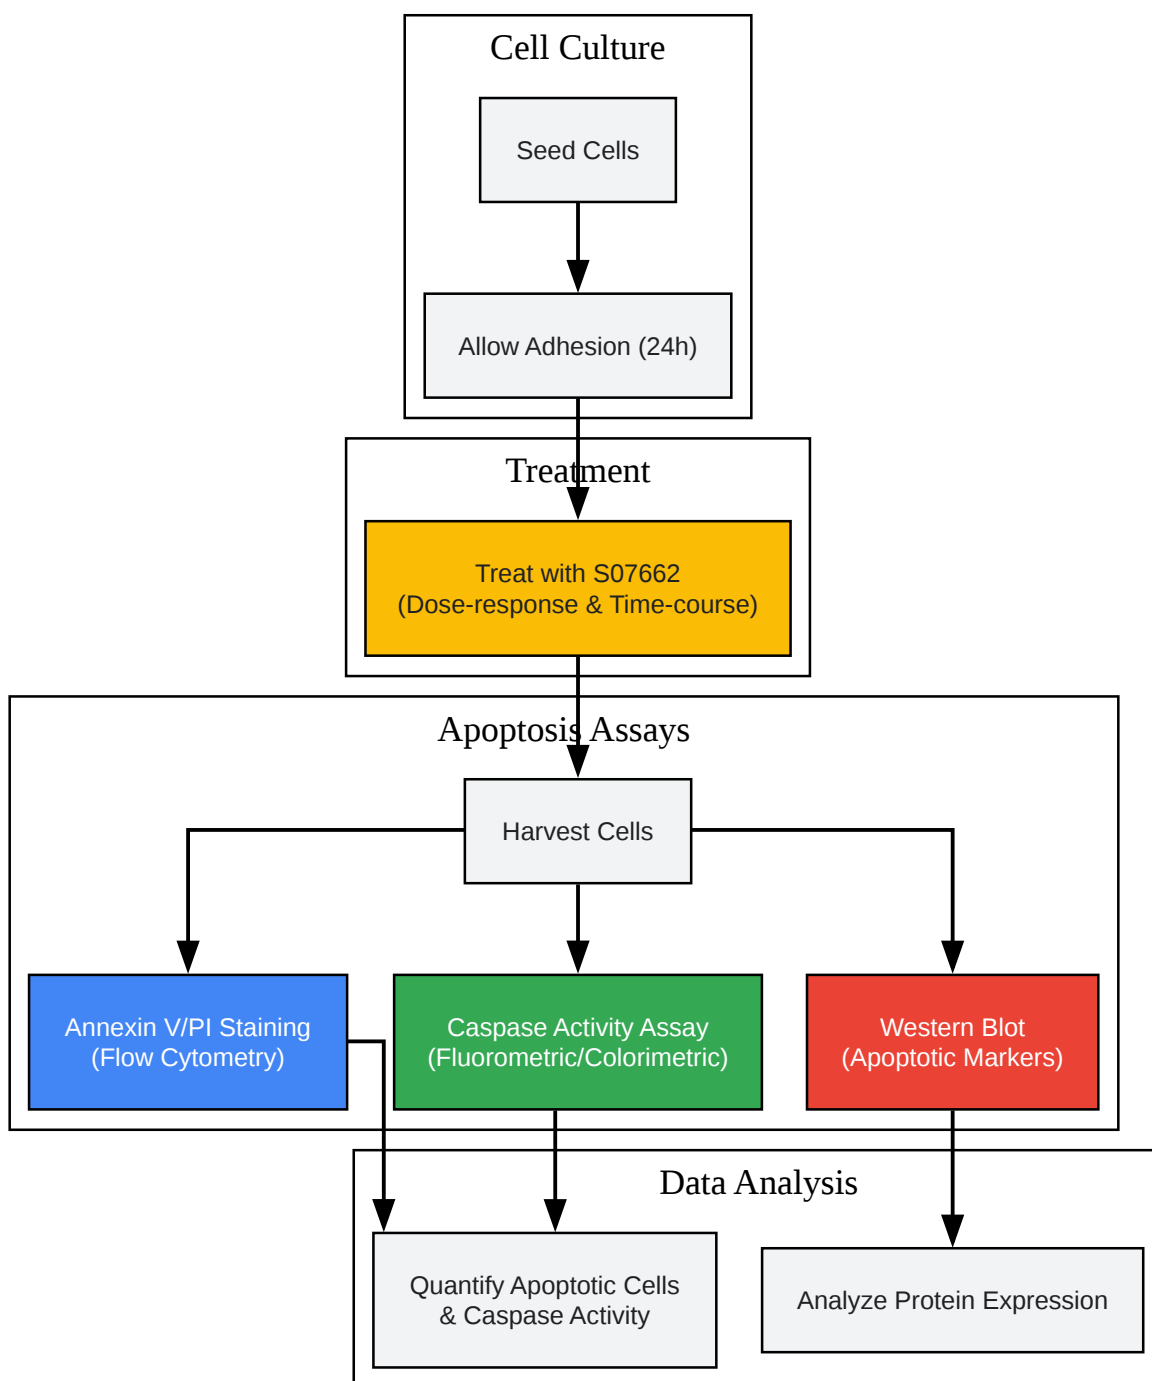 Cell Culture
Seed Cells
Allow Adhesion (24h)
Treatment
Treat with S07662
(Dose-response & Time-course)
Apoptosis Assays
Harvest Cells
Annexin V/PI Staining
(Flow Cytometry)
Caspase Activity Assay
(Fluorometric/Colorimetric)
Western Blot
(Apoptotic Markers)
Data Analysis
Quantify Apoptotic Cells
& Caspase Activity
Analyze Protein Expression